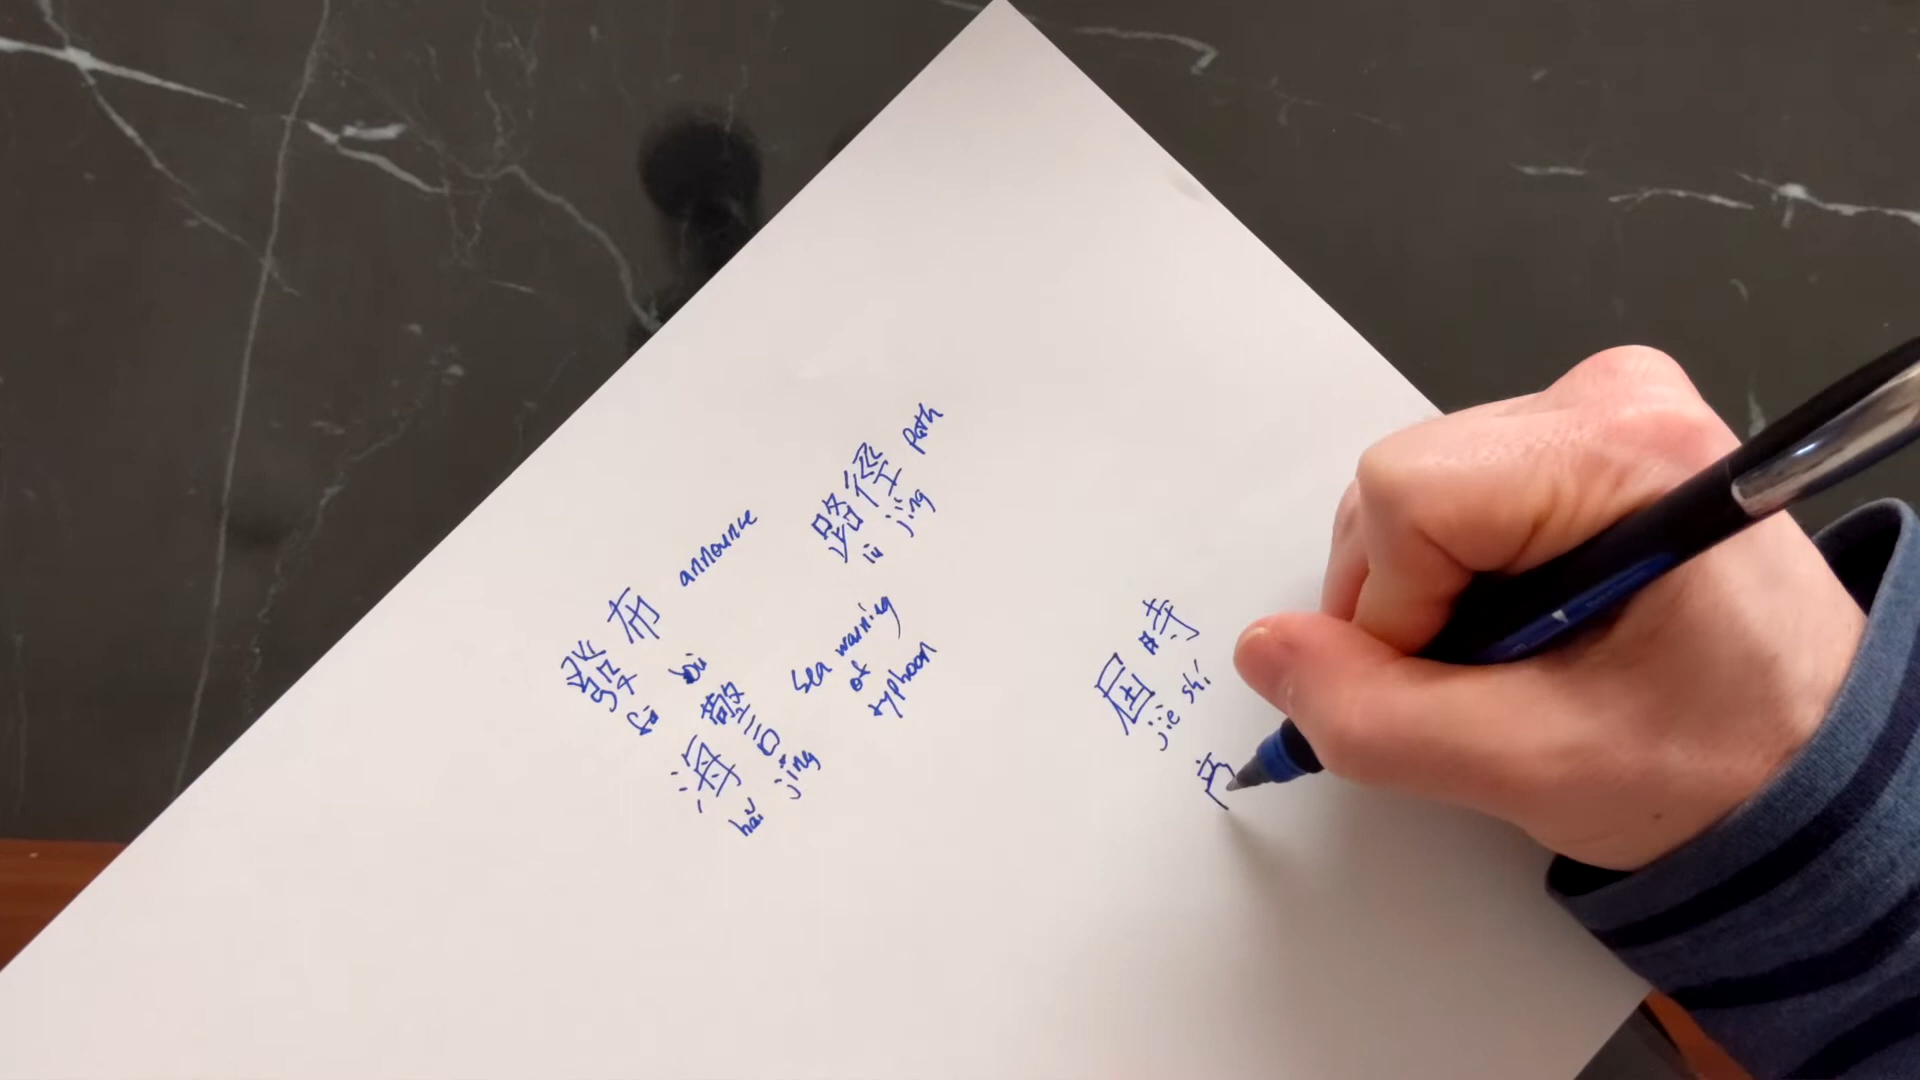 發布 announce
fā bù
海警 sea warning
hǎi jǐng of
typhoon
路徑 path
lù jìng
屆時
jiè shí